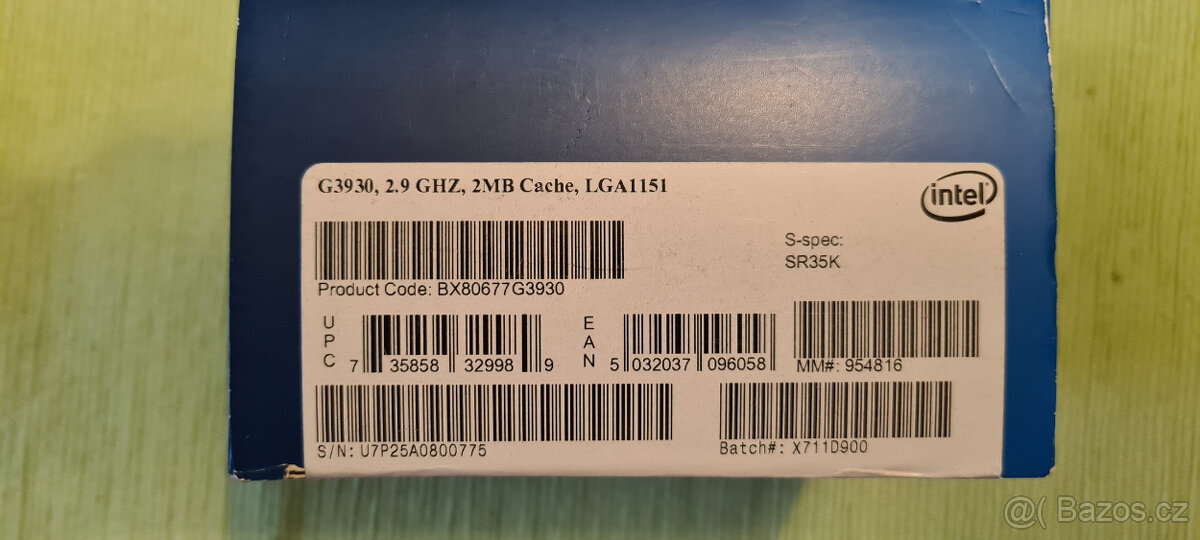 G3930, 2.9 GHZ, 2MB Cache, LGA1151
intel
S-spec:
SR35K
Product Code: BX80677G3930
UPC
7 35858 32998 9
EAN
5 032037 096058
MM#: 954816
S/N: U7P25A0800775
Batch#: X711D900
@( Bazos.cz